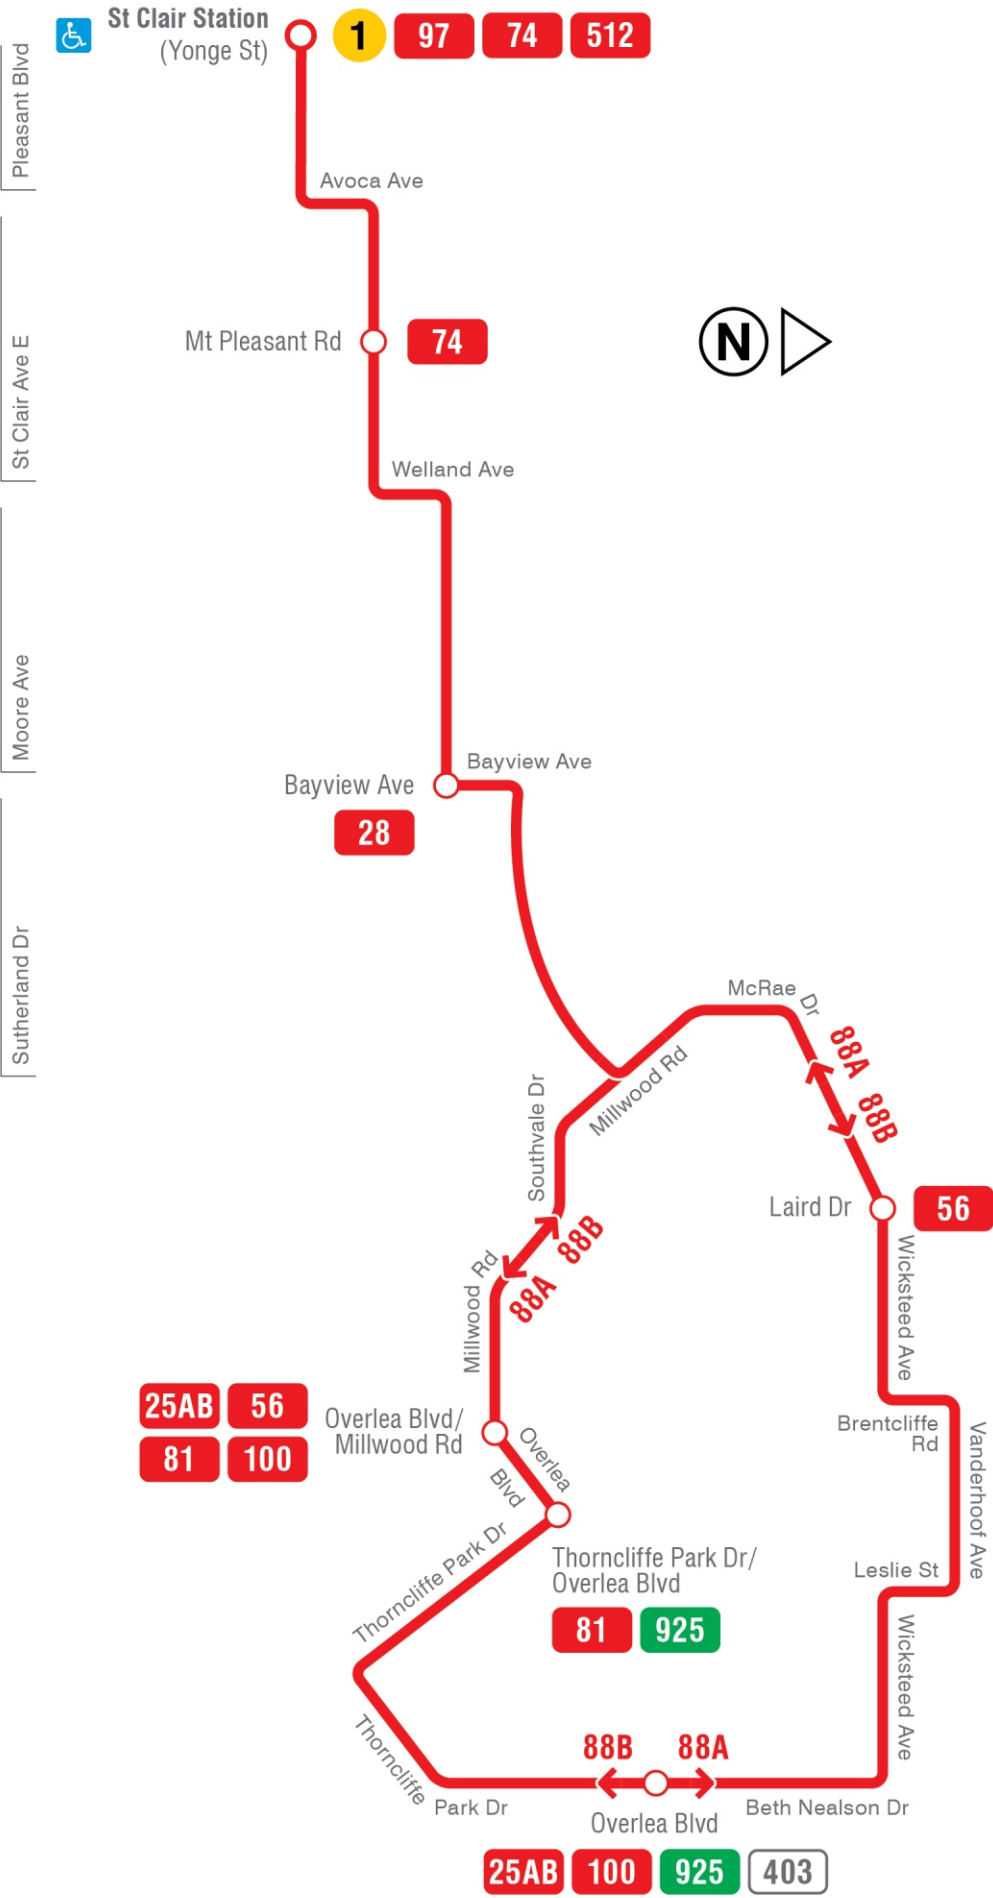 St Clair Station
(Yonge St)
1
97
74
512
Pleasant Blvd
Avoca Ave
St Clair Ave E
Mt Pleasant Rd
74
N
Welland Ave
Moore Ave
Bayview Ave
Bayview Ave
28
Sutherland Dr
McRae Dr
88A
88B
Millwood Rd
Southvale Dr
Laird Dr
56
88B
88A
Millwood Rd
Wicksteed Ave
25AB
56
81
100
Overlea Blvd/
Millwood Rd
Overlea
Blvd
Brentcliffe
Rd
Vanderhoof Ave
Thorncliffe Park Dr
Thorncliffe Park Dr/
Overlea Blvd
81
925
Leslie St
Wicksteed Ave
Thorncliffe
Park Dr
88B
88A
Overlea Blvd
Beth Nealson Dr
25AB
100
925
403